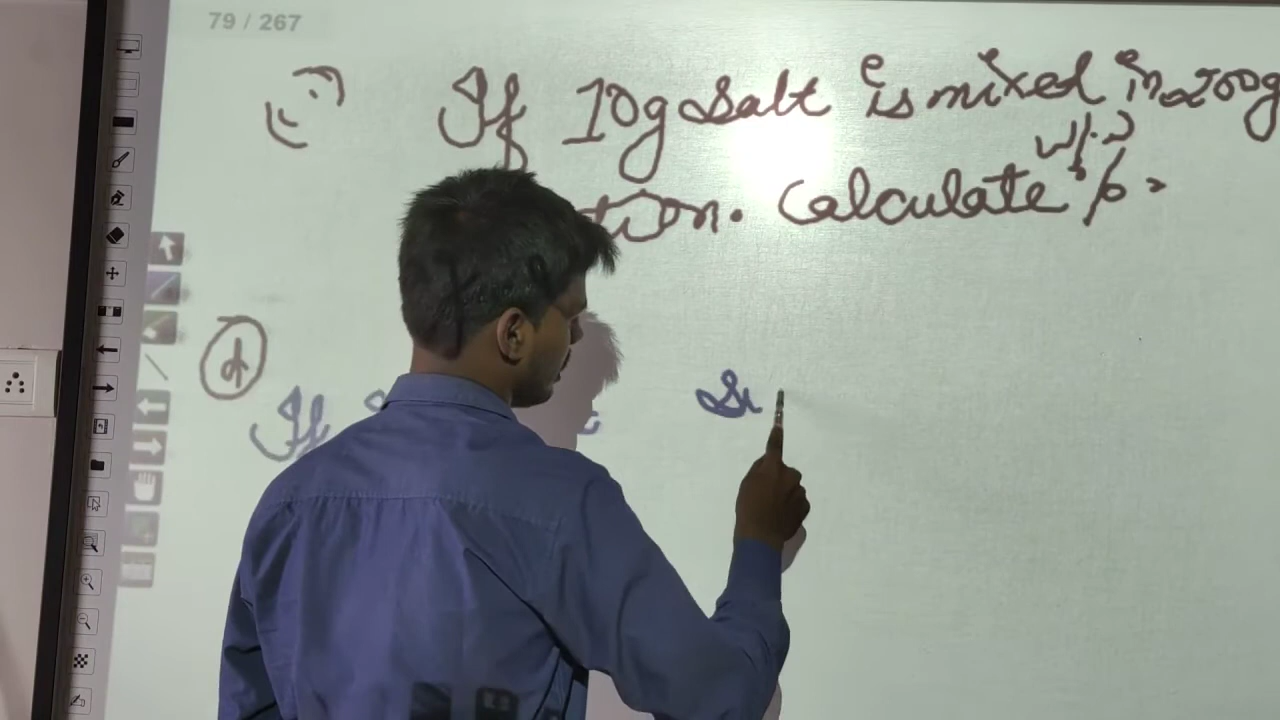 79 / 267
If 10g salt is mixed in 200g
w/w
tion. Calculate %
d
If